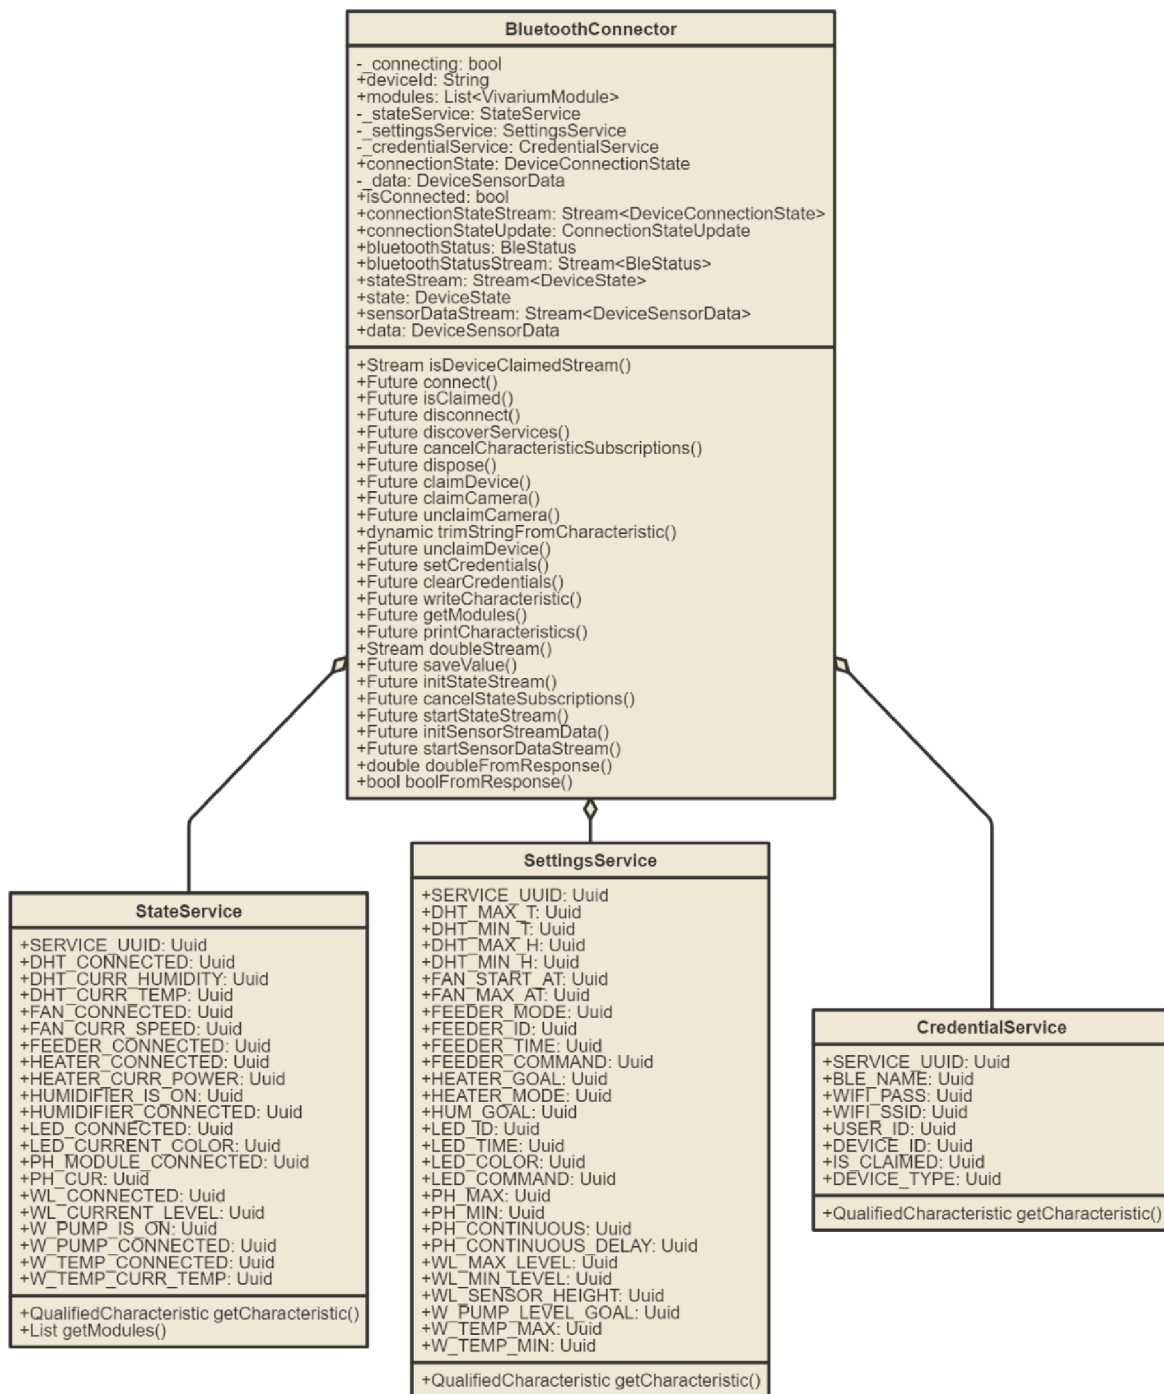 BluetoothConnector
-_connecting: bool
+deviceId: String
+modules: List<VivariumModule>
-_stateService: StateService
-_settingsService: SettingsService
-_credentialService: CredentialService
+connectionState: DeviceConnectionState
-_data: DeviceSensorData
+isConnected: bool
+connectionStateStream: Stream<DeviceConnectionState>
+connectionStateUpdate: ConnectionStateUpdate
+bluetoothStatus: BleStatus
+bluetoothStatusStream: Stream<BleStatus>
+stateStream: Stream<DeviceState>
+state: DeviceState
+sensorDataStream: Stream<DeviceSensorData>
+data: DeviceSensorData
+Stream isDeviceClaimedStream()
+Future connect()
+Future isClaimed()
+Future disconnect()
+Future discoverServices()
+Future cancelCharacteristicSubscriptions()
+Future dispose()
+Future claimDevice()
+Future claimCamera()
+Future unclaimCamera()
+dynamic trimStringFromCharacteristic()
+Future unclaimDevice()
+Future setCredentials()
+Future clearCredentials()
+Future writeCharacteristic()
+Future getModules()
+Future printCharacteristics()
+Stream doubleStream()
+Future saveValue()
+Future initStateStream()
+Future cancelStateSubscriptions()
+Future startStateStream()
+Future initSensorStreamData()
+Future startSensorDataStream()
+double doubleFromResponse()
+bool boolFromResponse()
StateService
+SERVICE_UUID: Uuid
+DHT_CONNECTED: Uuid
+DHT_CURR_HUMIDITY: Uuid
+DHT_CURR_TEMP: Uuid
+FAN_CONNECTED: Uuid
+FAN_CURR_SPEED: Uuid
+FEEDER_CONNECTED: Uuid
+HEATER_CONNECTED: Uuid
+HEATER_CURR_POWER: Uuid
+HUMIDIFIER_IS_ON: Uuid
+HUMIDIFIER_CONNECTED: Uuid
+LED_CONNECTED: Uuid
+LED_CURRENT_COLOR: Uuid
+PH_MODULE_CONNECTED: Uuid
+PH_CUR: Uuid
+WL_CONNECTED: Uuid
+WL_CURRENT_LEVEL: Uuid
+W_PUMP_IS_ON: Uuid
+W_PUMP_CONNECTED: Uuid
+W_TEMP_CONNECTED: Uuid
+W_TEMP_CURR_TEMP: Uuid
+QualifiedCharacteristic getCharacteristic()
+List getModules()
SettingsService
+SERVICE_UUID: Uuid
+DHT_MAX_T: Uuid
+DHT_MIN_T: Uuid
+DHT_MAX_H: Uuid
+DHT_MIN_H: Uuid
+FAN_START_AT: Uuid
+FAN_MAX_AT: Uuid
+FEEDER_MODE: Uuid
+FEEDER_ID: Uuid
+FEEDER_TIME: Uuid
+FEEDER_COMMAND: Uuid
+HEATER_GOAL: Uuid
+HEATER_MODE: Uuid
+HUM_GOAL: Uuid
+LED_ID: Uuid
+LED_TIME: Uuid
+LED_COLOR: Uuid
+LED_COMMAND: Uuid
+PH_MAX: Uuid
+PH_MIN: Uuid
+PH_CONTINUOUS: Uuid
+PH_CONTINUOUS_DELAY: Uuid
+WL_MAX_LEVEL: Uuid
+WL_MIN_LEVEL: Uuid
+WL_SENSOR_HEIGHT: Uuid
+W_PUMP_LEVEL_GOAL: Uuid
+W_TEMP_MAX: Uuid
+W_TEMP_MIN: Uuid
+QualifiedCharacteristic getCharacteristic()
CredentialService
+SERVICE_UUID: Uuid
+BLE_NAME: Uuid
+WIFI_PASS: Uuid
+WIFI_SSID: Uuid
+USER_ID: Uuid
+DEVICE_ID: Uuid
+IS_CLAIMED: Uuid
+DEVICE_TYPE: Uuid
+QualifiedCharacteristic getCharacteristic()